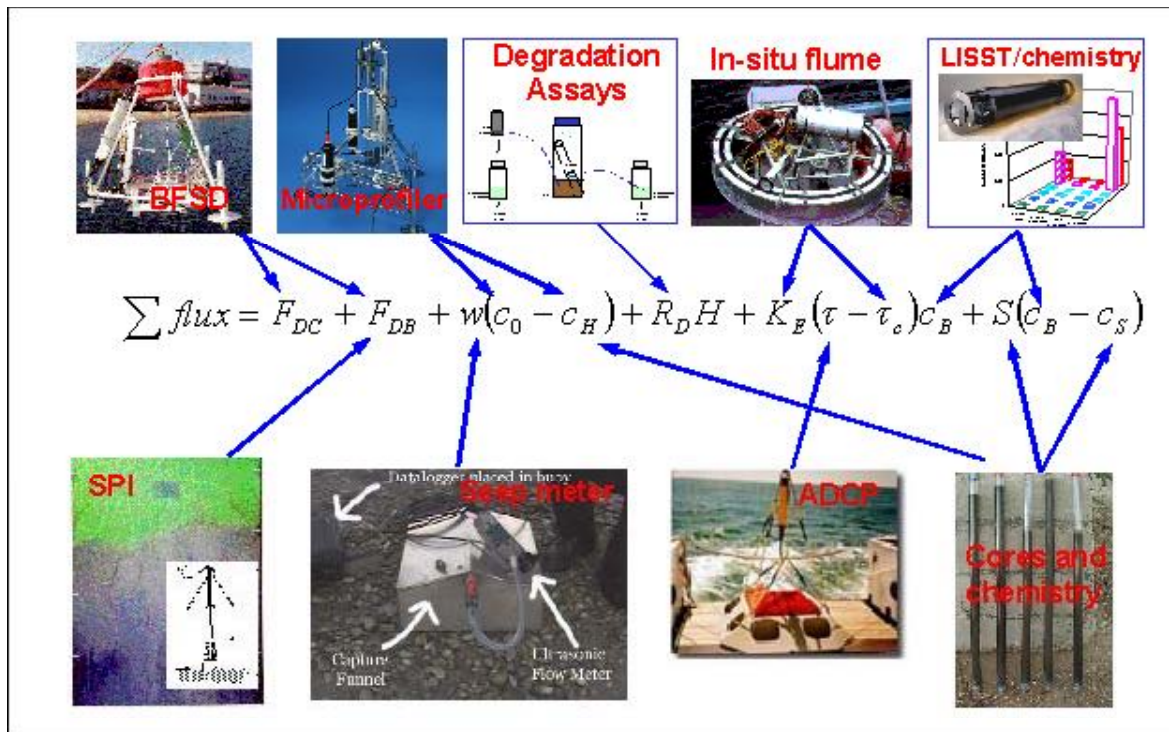 Degradation
Assays
In-situ flume
LISST/chemistry
BFSD
Microprofiler
∑ flux = F_DC + F_DB + w(c_0 − c_H) + R_D H + K_E(τ − τ_c)c_B + S(c_B − c_S)
SPI
Datalogger placed in buoy
Seep meter
ADCP
Cores and
chemistry
Capture
Funnel
Ultrasonic
Flow Meter